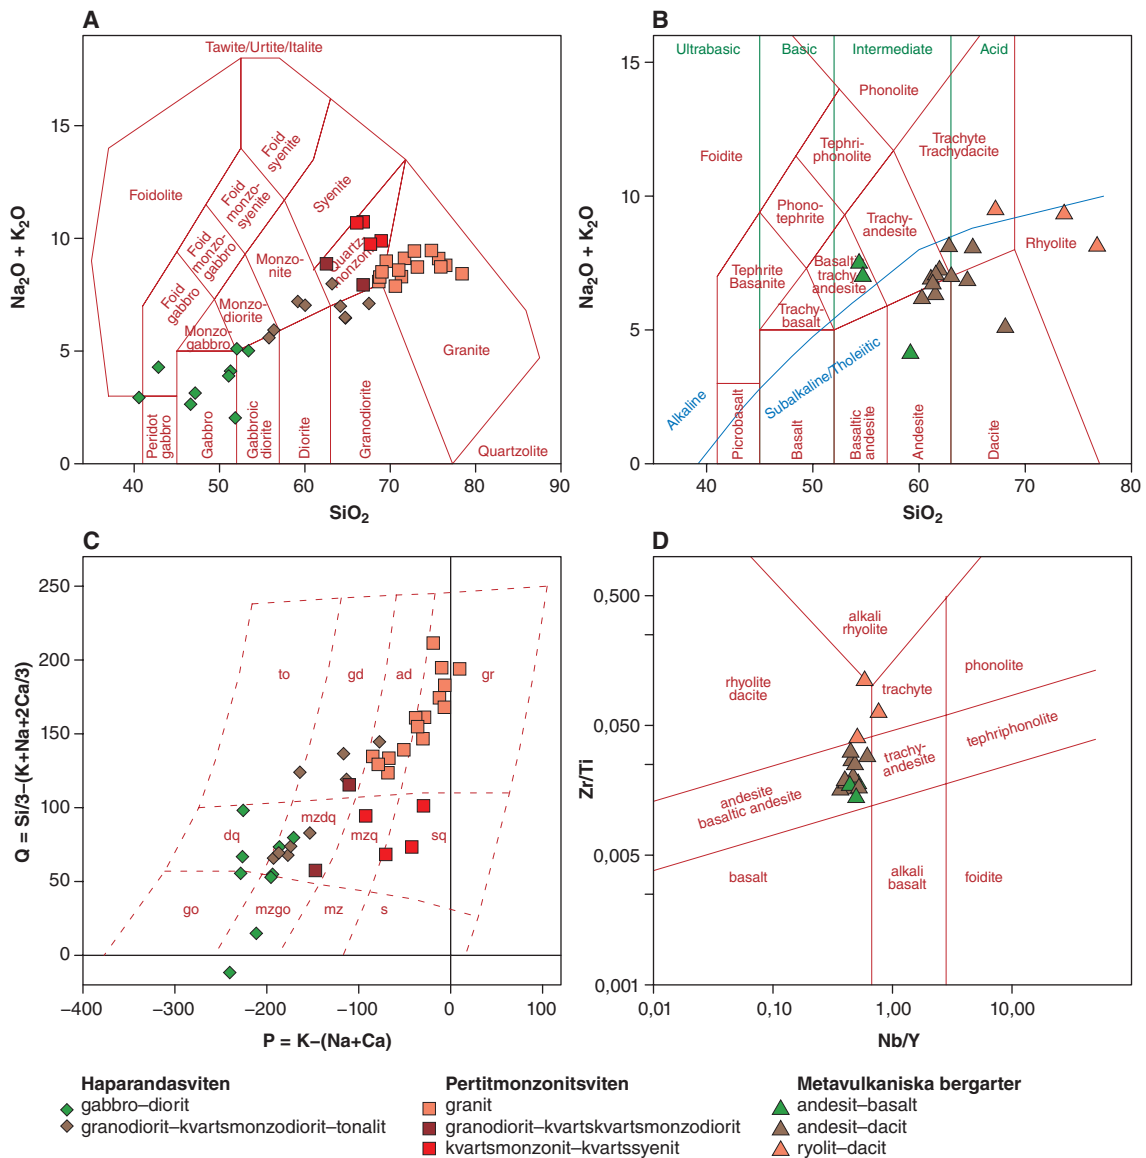 A
Tawite/Urtite/Italite
Foidolite
Foid
syenite
Foid
monzo-
syenite
Syenite
Foid
monzo-
gabbro
Foid
gabbro
Monzo-
nite
Quartz
monzonite
Monzo-
diorite
Monzo-
gabbro
Granite
Peridot
gabbro
Gabbro
Gabbroic
diorite
Diorite
Granodiorite
Quartzolite
Na2O + K2O
0
5
10
15
40
50
60
70
80
90
SiO2
B
Ultrabasic
Basic
Intermediate
Acid
Phonolite
Foidite
Tephri-
phonolite
Trachyte
Trachydacite
Phono-
tephrite
Trachy-
andesite
Rhyolite
Tephrite
Basanite
Basaltic
trachy-
andesite
Trachy-
basalt
Alkaline
Subalkaline/Tholeiitic
Picrobasalt
Basalt
Basaltic
andesite
Andesite
Dacite
Na2O + K2O
0
5
10
15
40
50
60
70
80
SiO2
C
250
200
150
100
50
0
to
gd
ad
gr
dq
mzdq
mzq
sq
go
mzgo
mz
s
Q = Si/3–(K+Na+2Ca/3)
–400
–300
–200
–100
0
100
P = K–(Na+Ca)
D
0,500
0,050
0,005
0,001
alkali
rhyolite
rhyolite
dacite
trachyte
phonolite
trachy-
andesite
tephriphonolite
andesite
basaltic andesite
basalt
alkali
basalt
foidite
Zr/Ti
0,01
0,10
1,00
10,00
Nb/Y
Haparandasviten
gabbro–diorit
granodiorit–kvartsmonzodiorit–tonalit
Pertitmonzonitsviten
granit
granodiorit–kvartskvartsmonzodiorit
kvartsmonzonit–kvartssyenit
Metavulkaniska bergarter
andesit–basalt
andesit–dacit
ryolit–dacit